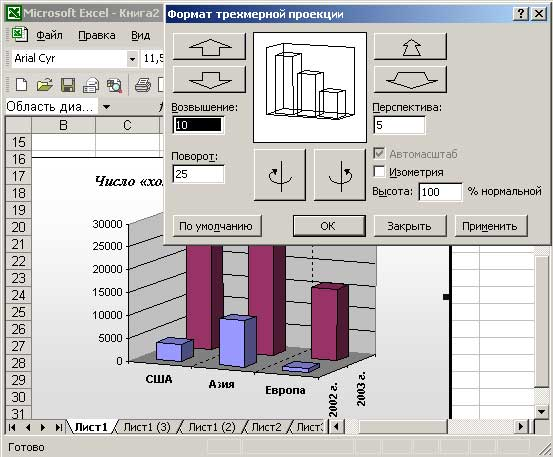 Microsoft Excel - Книга2
Файл Правка Вид
Arial Cyr 11,5
Область диа...
B C
15
16
17
18
19
20
21
22
23
24
25
26
27
28
29
30
31
Число «хо
30000
25000
20000
15000
10000
5000
0
США Азия Европа
2002 г.
2003 г.
Лист1 Лист1 (3) Лист1 (2) Лист2 Лист3
Готово
Формат трехмерной проекции
Возвышение:
10
Поворот:
25
Перспектива:
5
Автомасштаб
Изометрия
Высота: 100 % нормальной
По умолчанию ОК Закрыть Применить